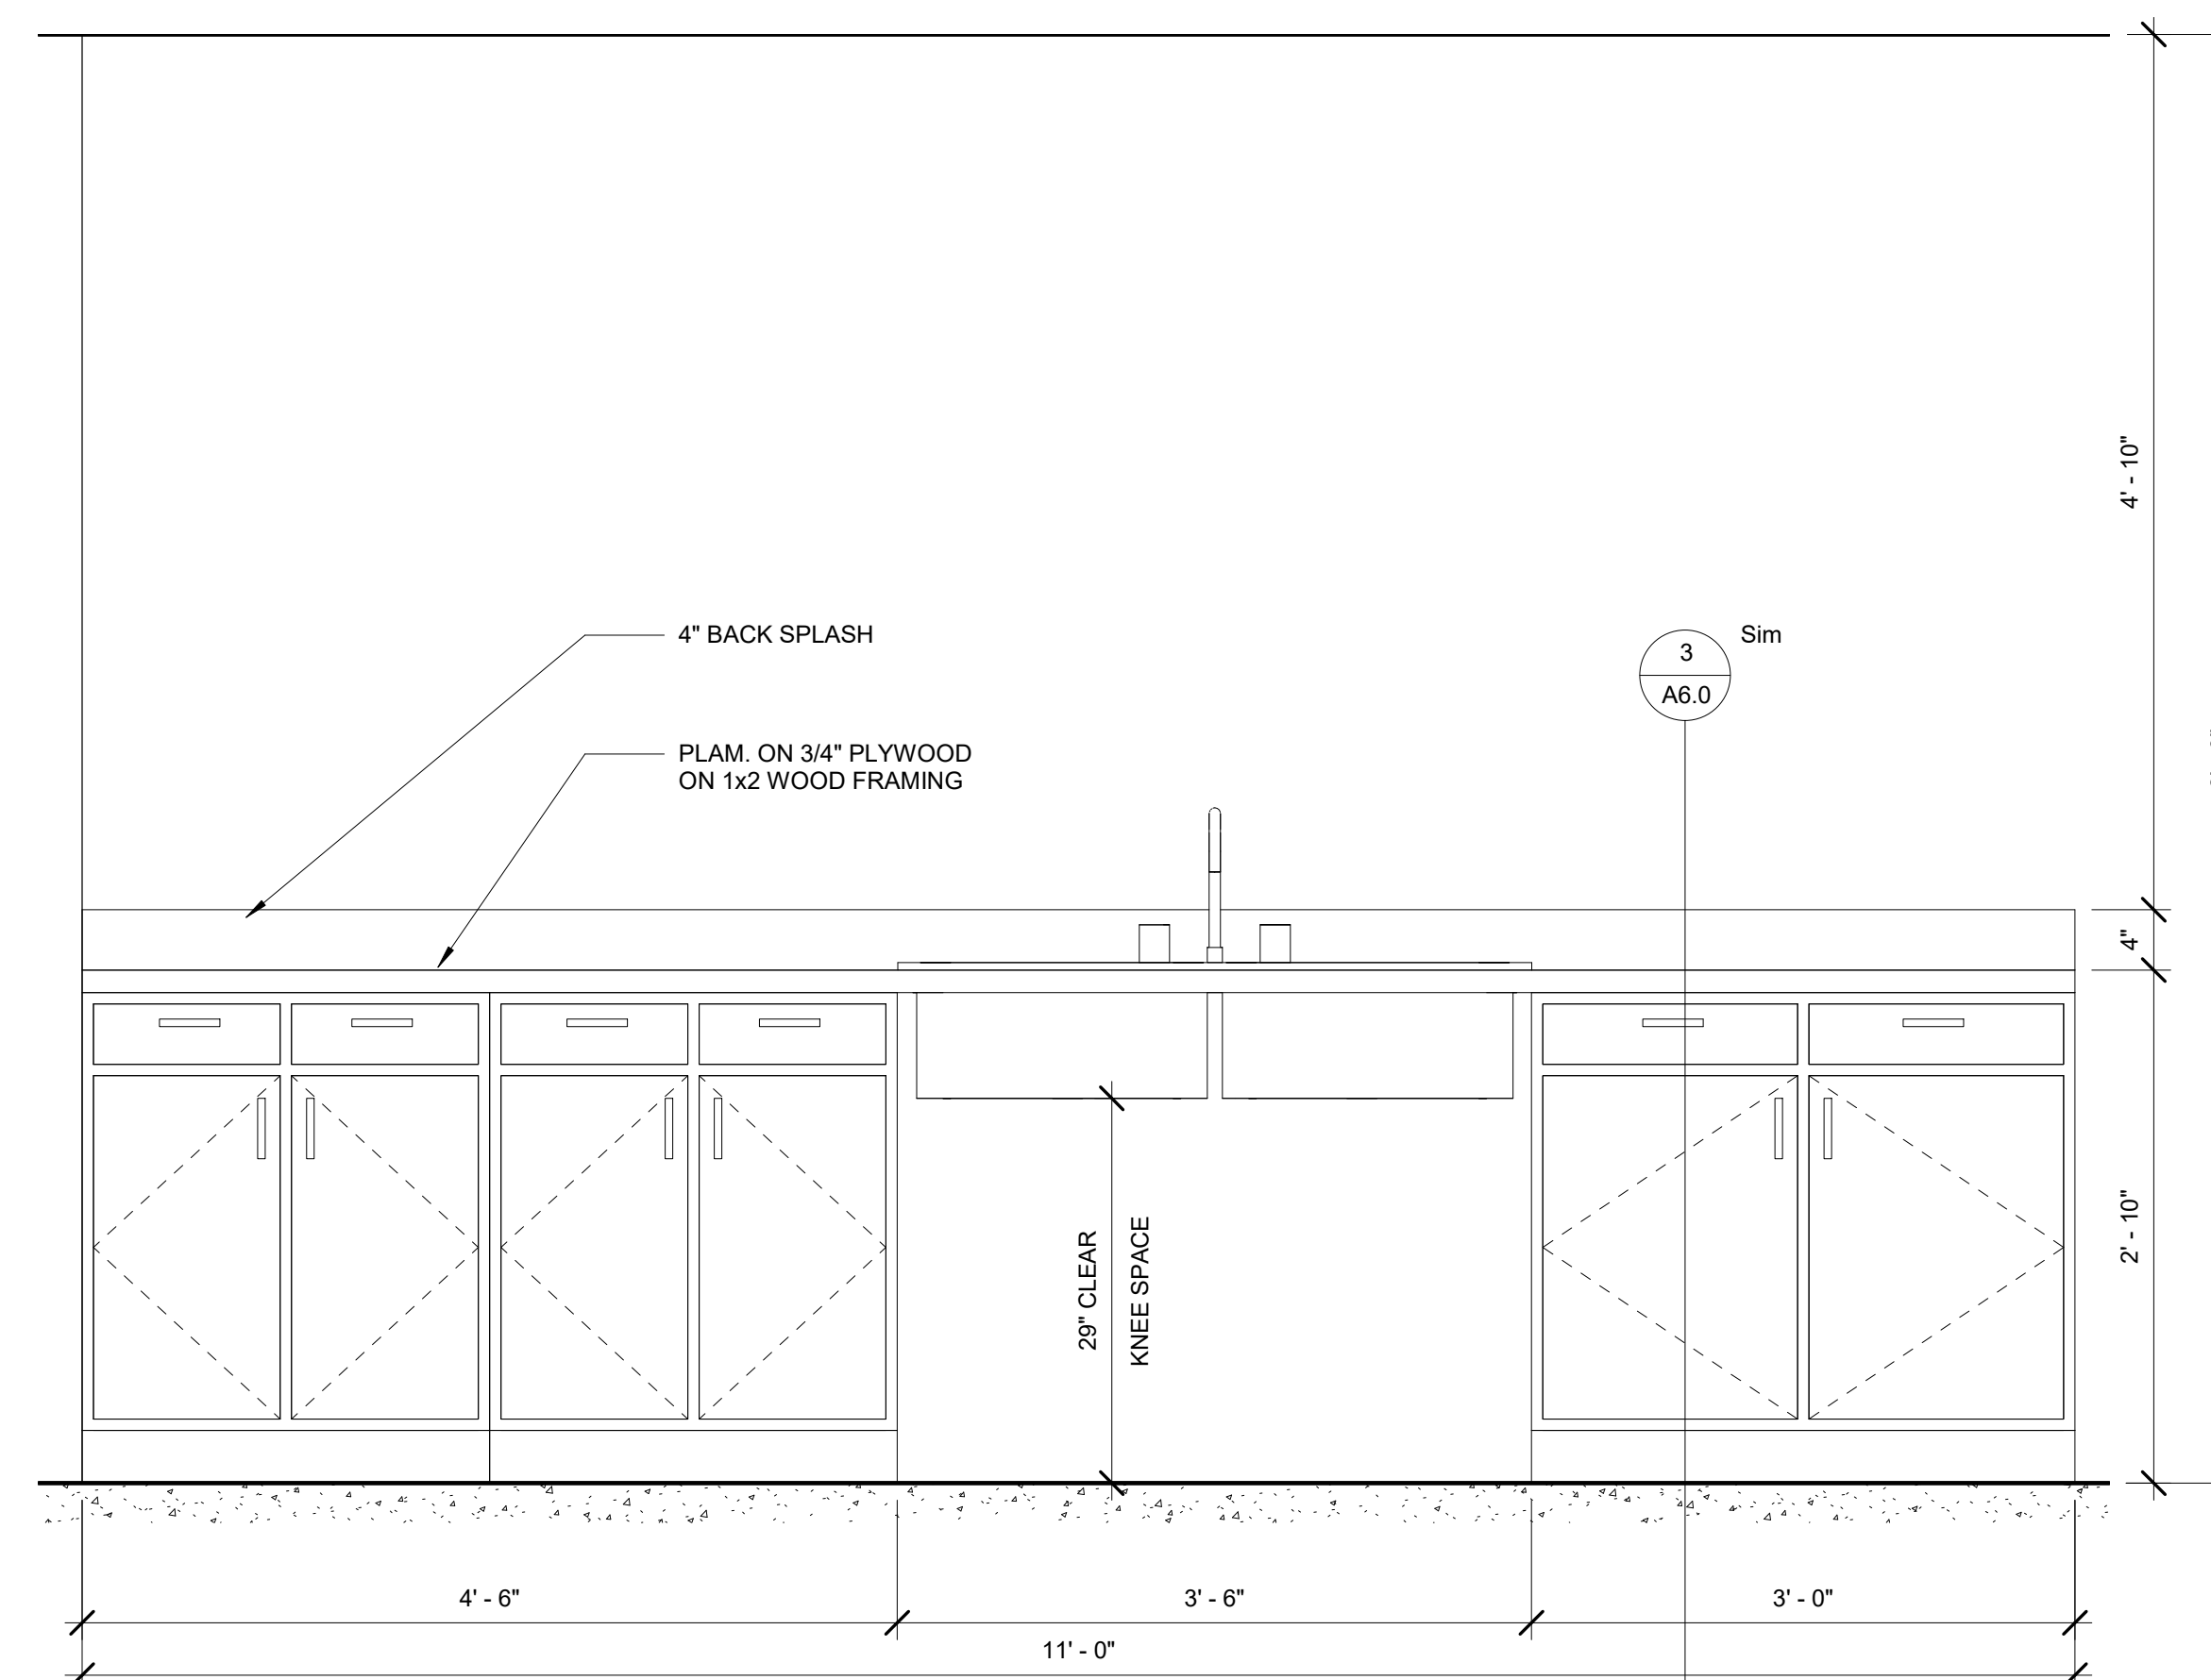 4' - 10"
4" BACK SPLASH
Sim
3
A6.0
PLAM. ON 3/4" PLYWOOD
ON 1x2 WOOD FRAMING
4"
29" CLEAR
KNEE SPACE
2' - 10"
4' - 6"
3' - 6"
3' - 0"
11' - 0"